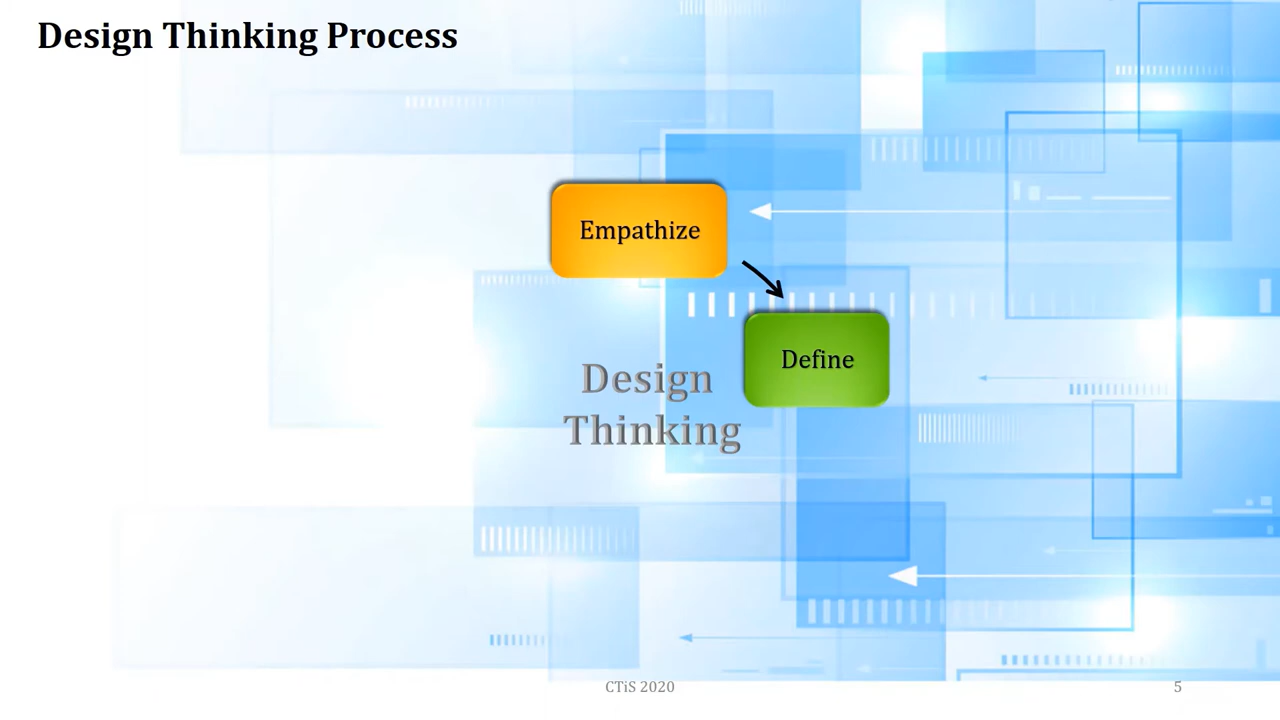 Design Thinking Process
Empathize
Define
Design
Thinking
CTiS 2020
5